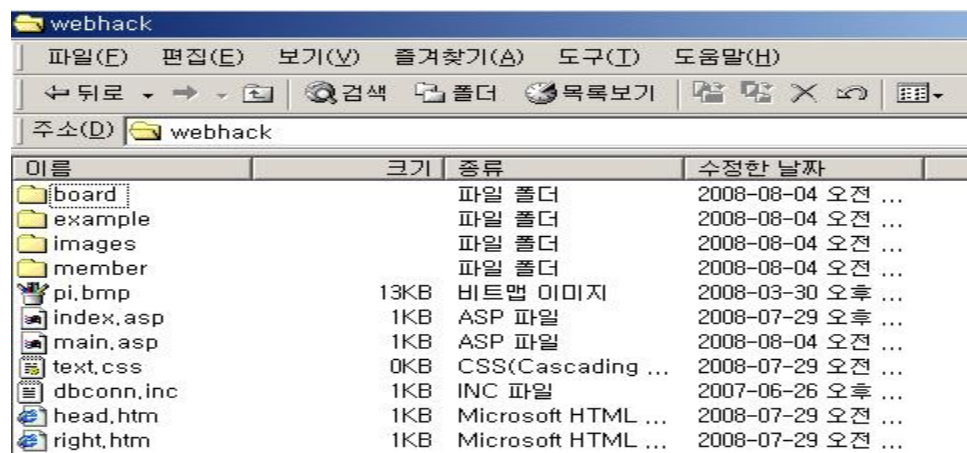 webhack
파일(F) 편집(E) 보기(V) 즐겨찾기(A) 도구(T) 도움말(H)
뒤로 검색 폴더 목록보기
주소(D) webhack
이름 크기 종류 수정한 날짜
board 파일 폴더 2008-08-04 오전 ...
example 파일 폴더 2008-08-04 오전 ...
images 파일 폴더 2008-08-04 오전 ...
member 파일 폴더 2008-08-04 오전 ...
pi.bmp 13KB 비트맵 이미지 2008-03-30 오후 ...
index.asp 1KB ASP 파일 2008-07-29 오후 ...
main.asp 1KB ASP 파일 2008-08-04 오전 ...
text.css 0KB CSS(Cascading ... 2008-07-29 오전 ...
dbconn.inc 1KB INC 파일 2007-06-26 오후 ...
head.htm 1KB Microsoft HTML ... 2008-07-29 오전 ...
right.htm 1KB Microsoft HTML ... 2008-07-29 오전 ...